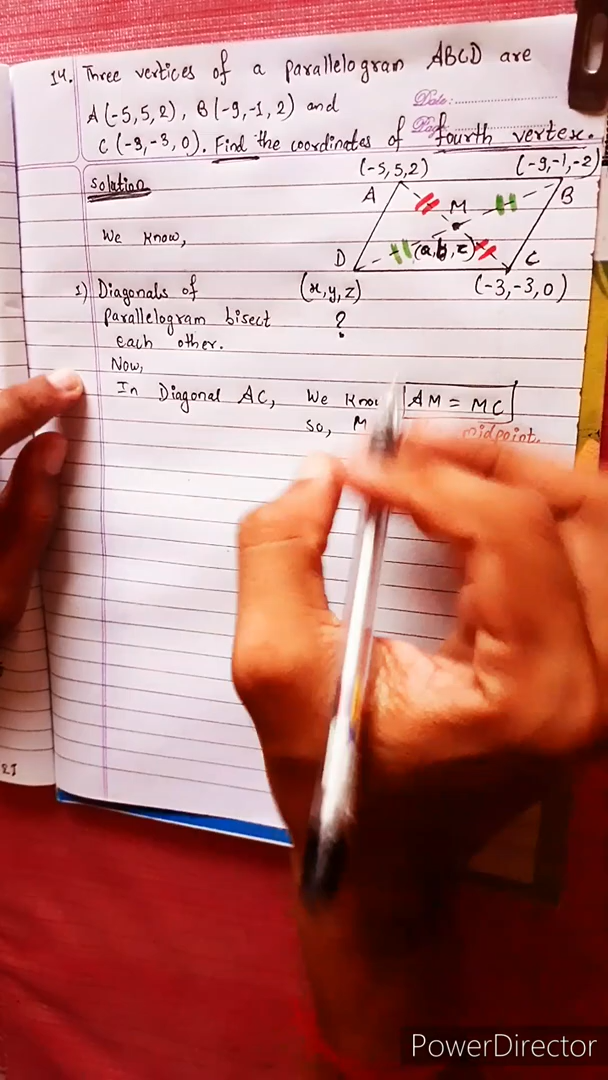 14. Three vertices of a parallelogram ABCD are
A(-5,5,2), B(-9,-1,2) and
Date:
C(-9,-3,0). Find the coordinates of fourth vertex.
Page:
(-5,5,2) (-9,-1,-2)
solution
A M B
We Know,
D (a,b,z) C
1) Diagonals of (x,y,z) (-3,-3,0)
parallelogram bisect ?
each other.
Now,
In Diagonal AC, We Know AM = MC
so, M midpoint.
21
PowerDirector